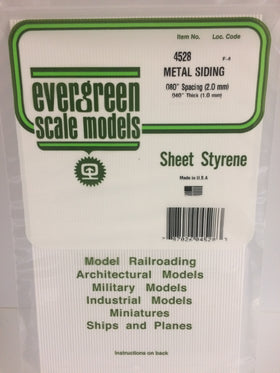 Item No. Loc. Code
4528 F-4
METAL SIDING
.080" Spacing (2.0 mm)
.040" Thick (1.0 mm)
evergreen
scale models
Sheet Styrene
Made in U.S.A
Model Railroading
Architectural Models
Military Models
Industrial Models
Miniatures
Ships and Planes
Instructions on back